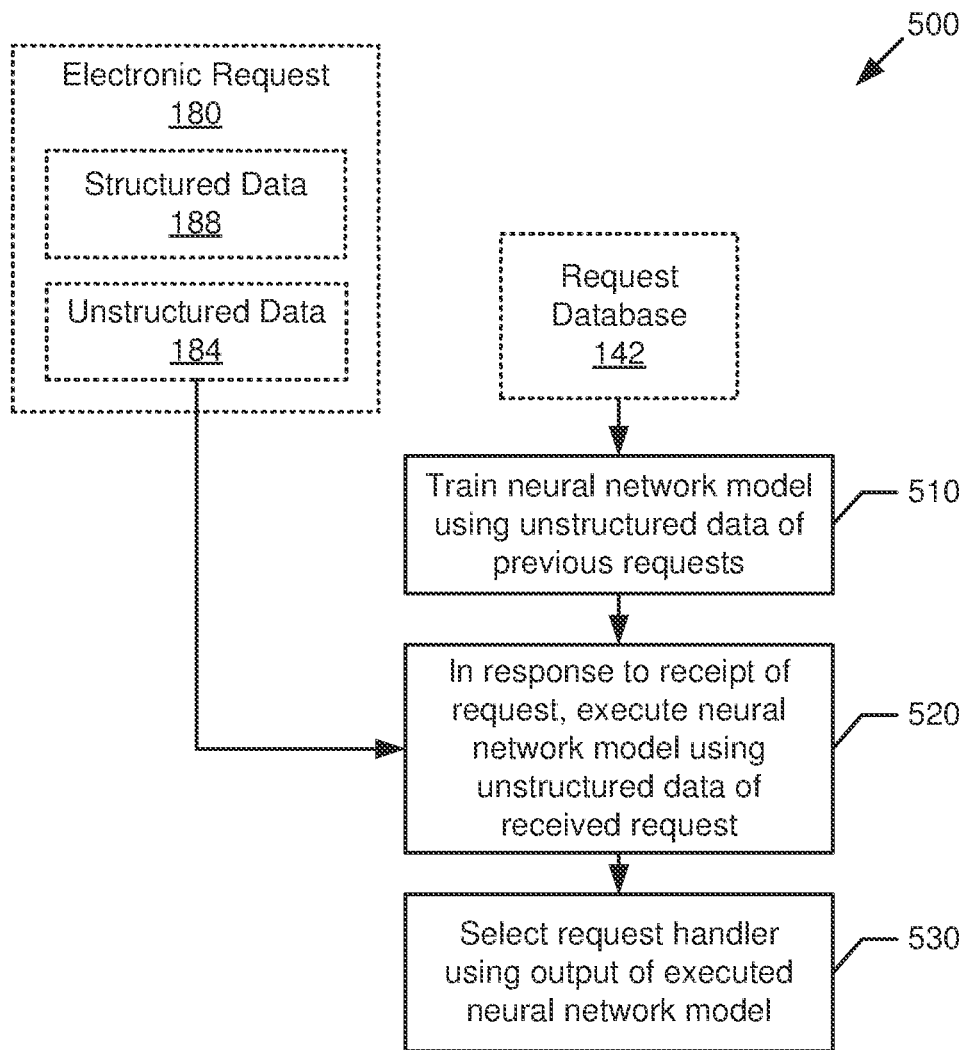 500
Electronic Request
180
Structured Data
188
Unstructured Data
184
Request
Database
142
Train neural network model
using unstructured data of
previous requests
510
In response to receipt of
request, execute neural
network model using
unstructured data of
received request
520
Select request handler
using output of executed
neural network model
530